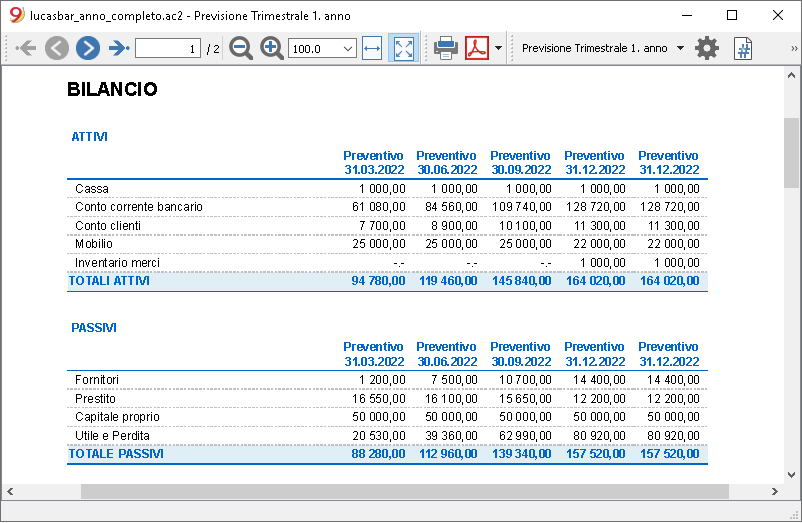 lucasbar_anno_completo.ac2 - Previsione Trimestrale 1. anno
1 / 2 100.0 Previsione Trimestrale 1. anno #
BILANCIO
ATTIVI
Preventivo Preventivo Preventivo Preventivo Preventivo
31.03.2022 30.06.2022 30.09.2022 31.12.2022 31.12.2022
Cassa 1 000,00 1 000,00 1 000,00 1 000,00 1 000,00
Conto corrente bancario 61 080,00 84 560,00 109 740,00 128 720,00 128 720,00
Conto clienti 7 700,00 8 900,00 10 100,00 11 300,00 11 300,00
Mobilio 25 000,00 25 000,00 25 000,00 22 000,00 22 000,00
Inventario merci -.- -.- -.- 1 000,00 1 000,00
TOTALI ATTIVI 94 780,00 119 460,00 145 840,00 164 020,00 164 020,00
PASSIVI
Preventivo Preventivo Preventivo Preventivo Preventivo
31.03.2022 30.06.2022 30.09.2022 31.12.2022 31.12.2022
Fornitori 1 200,00 7 500,00 10 700,00 14 400,00 14 400,00
Prestito 16 550,00 16 100,00 15 650,00 12 200,00 12 200,00
Capitale proprio 50 000,00 50 000,00 50 000,00 50 000,00 50 000,00
Utile e Perdita 20 530,00 39 360,00 62 990,00 80 920,00 80 920,00
TOTALE PASSIVI 88 280,00 112 960,00 139 340,00 157 520,00 157 520,00